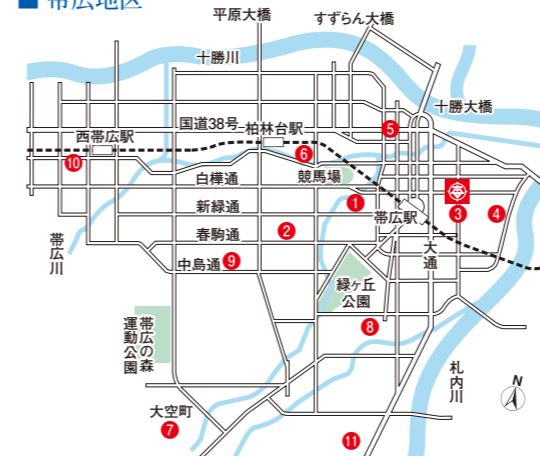 ■ 帯広地区
平原大橋
すずらん大橋
十勝川
十勝大橋
国道38号
柏林台駅
西帯広駅
5
6
10
白樺通
競馬場
1
帯広駅
3
4
新緑通
春駒通
2
大通
帯広川
中島通
9
緑ヶ丘
公園
8
帯広の森
運動公園
札内川
N
大空町
7
11